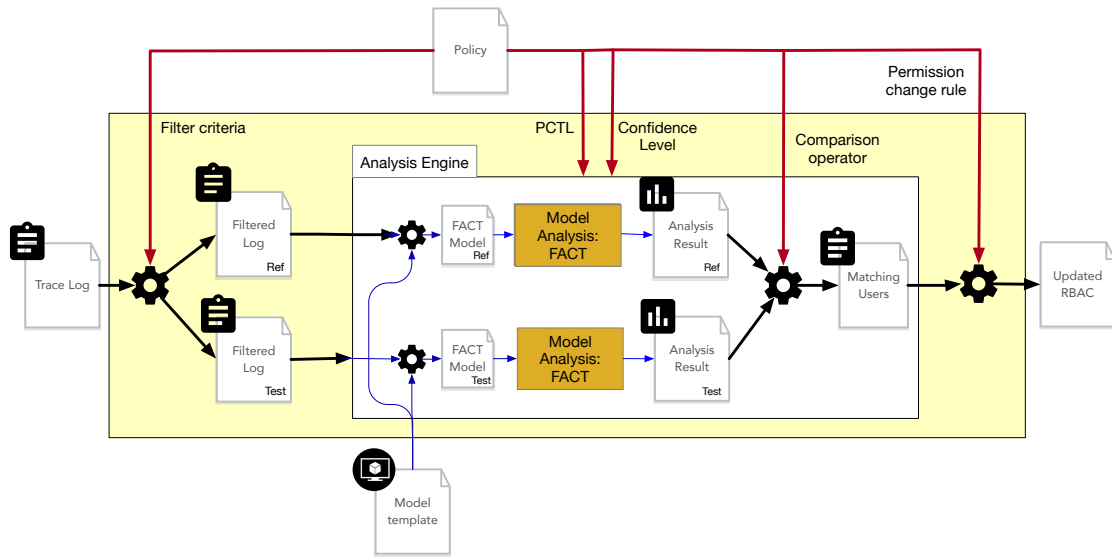 Policy
Permission
change rule
Filter criteria
PCTL
Confidence
Level
Comparison
operator
Analysis Engine
Filtered
Log
Ref
FACT
Model
Ref
Model
Analysis:
FACT
Analysis
Result
Ref
Trace Log
Matching
Users
Updated
RBAC
Filtered
Log
Test
FACT
Model
Test
Model
Analysis:
FACT
Analysis
Result
Test
Model
template